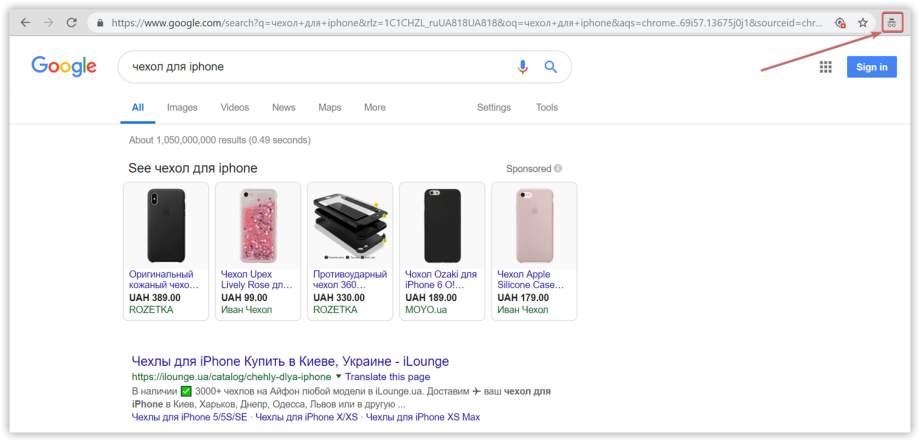 https://www.google.com/search?q=чехол+для+iphone&rlz=1C1CHZL_ruUA818UA818&oq=чехол+для+iphone&aqs=chrome..69i57.13675j0j1&sourceid=chr...
Google
чехол для iphone
Sign in
All Images Videos News Maps More Settings Tools
About 1,050,000,000 results (0.49 seconds)
See чехол для iphone
Sponsored
Оригинальный
кожаный чехо...
UAH 389.00
ROZETKA
Чехол Upex
Lively Rose дл...
UAH 99.00
Иван Чехол
Противоударный
чехол 360...
UAH 330.00
ROZETKA
Чохол Ozaki для
iPhone 6 O!...
UAH 189.00
MOYO.ua
Чехол Apple
Silicone Case...
UAH 179.00
Иван Чехол
Чехлы для iPhone Купить в Киеве, Украине - iLounge
https://ilounge.ua/catalog/chehly-dlya-iphone ▼ Translate this page
В наличии ✅ 3000+ чехлов на Айфон любой модели в iLounge.ua. Доставим ✈ ваш чехол для
iPhone в Киев, Харьков, Днепр, Одесса, Львов или в другую ...
Чехлы для iPhone 5/5S/SE · Чехлы для iPhone X/XS · Чехлы для iPhone XS Max